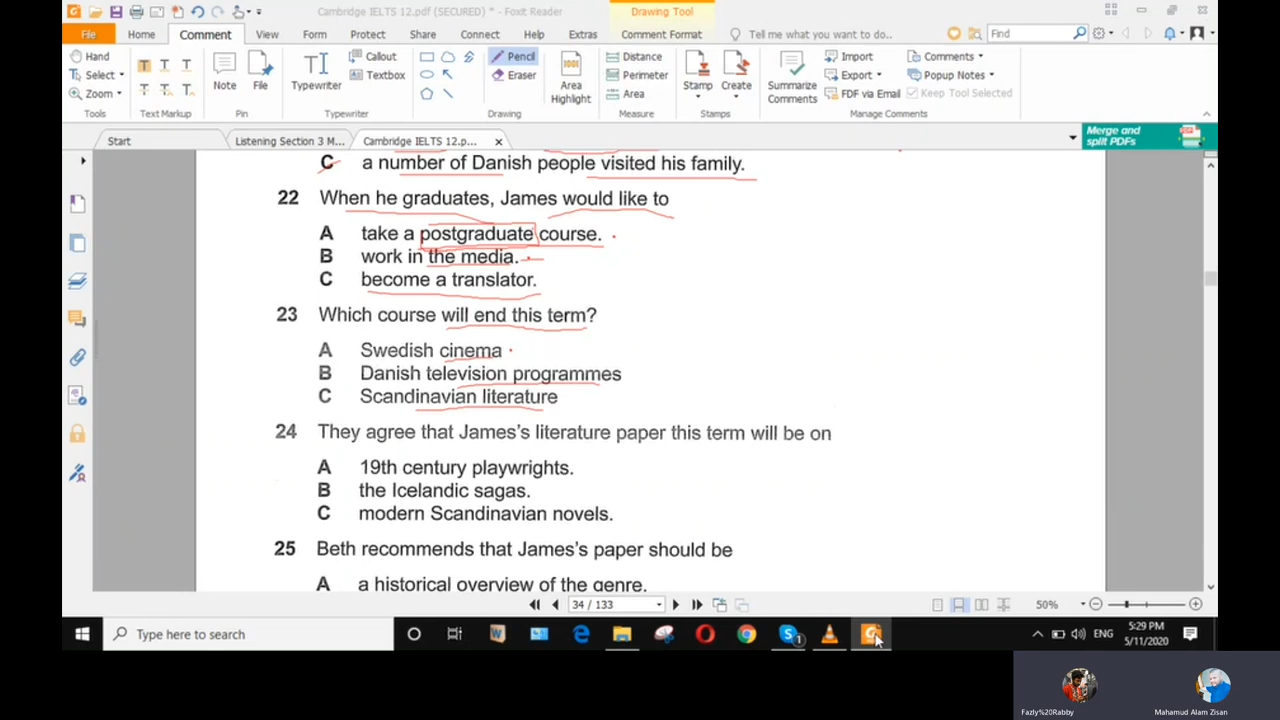 Cambridge IELTS 12.pdf (SECURED) * - Foxit Reader
Drawing Tool
File Home Comment View Form Protect Share Connect Help Extras Comment Format Tell me what you want to do.. Find
Hand
Select
Zoom
Tools
Text Markup
Note
File
Pin
Typewriter
Callout
Textbox
Typewriter
Pencil
Eraser
Drawing
Area
Highlight
Distance
Perimeter
Area
Measure
Stamp
Create
Stamps
Summarize
Comments
Import
Export
FDF via Email
Comments
Popup Notes
Keep Tool Selected
Manage Comments
Start Listening Section 3 M... Cambridge IELTS 12.pdf
Merge and
split PDFs
C a number of Danish people visited his family.
22 When he graduates, James would like to
A take a postgraduate course.
B work in the media.
C become a translator.
23 Which course will end this term?
A Swedish cinema
B Danish television programmes
C Scandinavian literature
24 They agree that James's literature paper this term will be on
A 19th century playwrights.
B the Icelandic sagas.
C modern Scandinavian novels.
25 Beth recommends that James's paper should be
A a historical overview of the genre.
34 / 133
50%
Type here to search
ENG
5:29 PM
5/11/2020
Fazly%20Rabby
Mahamud Alam Zisan